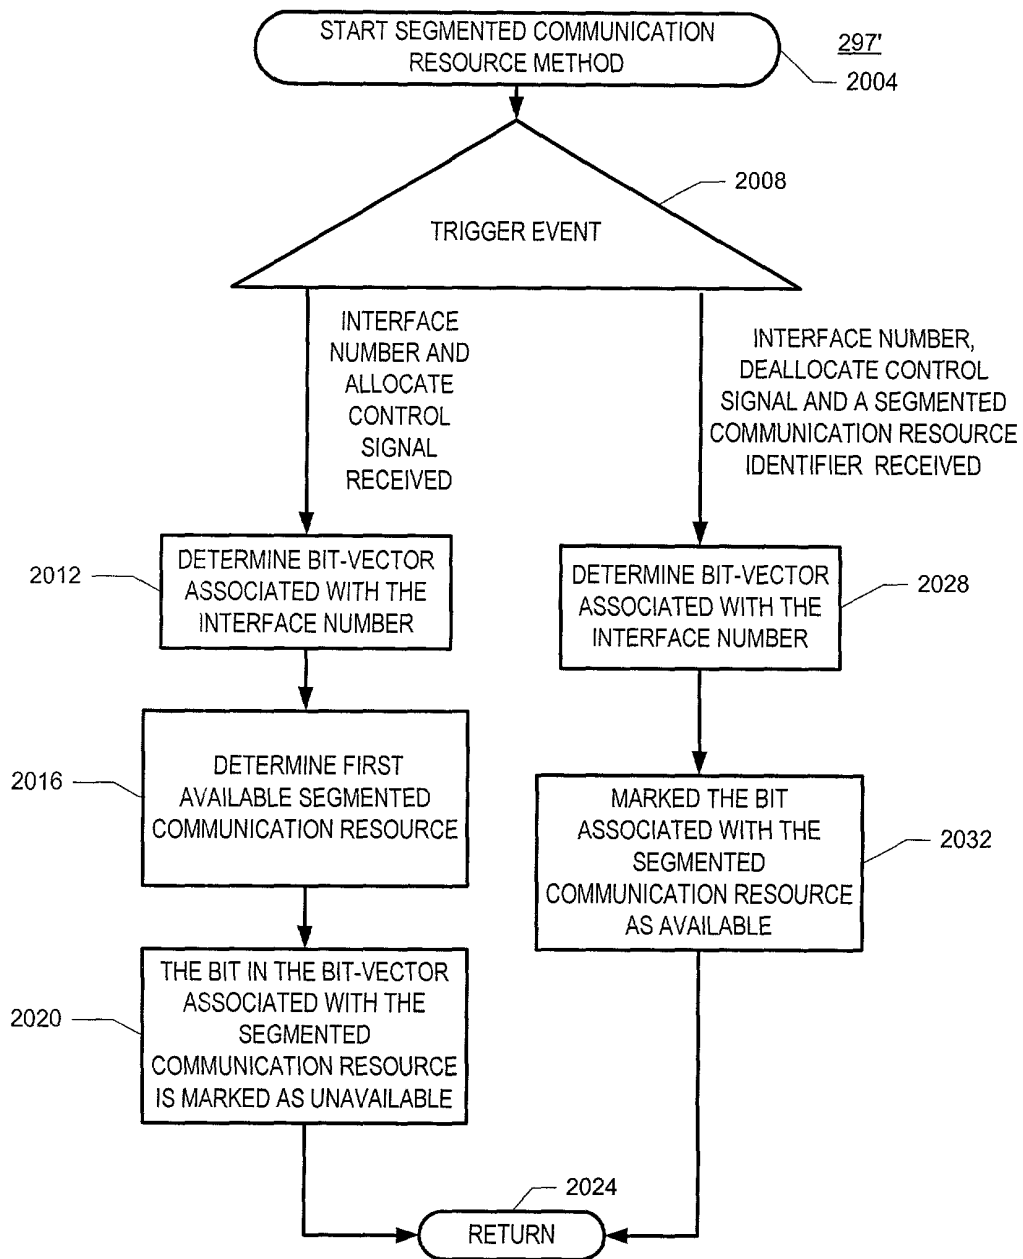 START SEGMENTED COMMUNICATION
RESOURCE METHOD
297'
2004
2008
TRIGGER EVENT
INTERFACE
NUMBER AND
ALLOCATE
CONTROL
SIGNAL
RECEIVED
INTERFACE NUMBER,
DEALLOCATE CONTROL
SIGNAL AND A SEGMENTED
COMMUNICATION RESOURCE
IDENTIFIER RECEIVED
2012
DETERMINE BIT-VECTOR
ASSOCIATED WITH THE
INTERFACE NUMBER
DETERMINE BIT-VECTOR
ASSOCIATED WITH THE
INTERFACE NUMBER
2028
2016
DETERMINE FIRST
AVAILABLE SEGMENTED
COMMUNICATION RESOURCE
MARKED THE BIT
ASSOCIATED WITH THE
SEGMENTED
COMMUNICATION RESOURCE
AS AVAILABLE
2032
2020
THE BIT IN THE BIT-VECTOR
ASSOCIATED WITH THE
SEGMENTED
COMMUNICATION RESOURCE
IS MARKED AS UNAVAILABLE
2024
RETURN